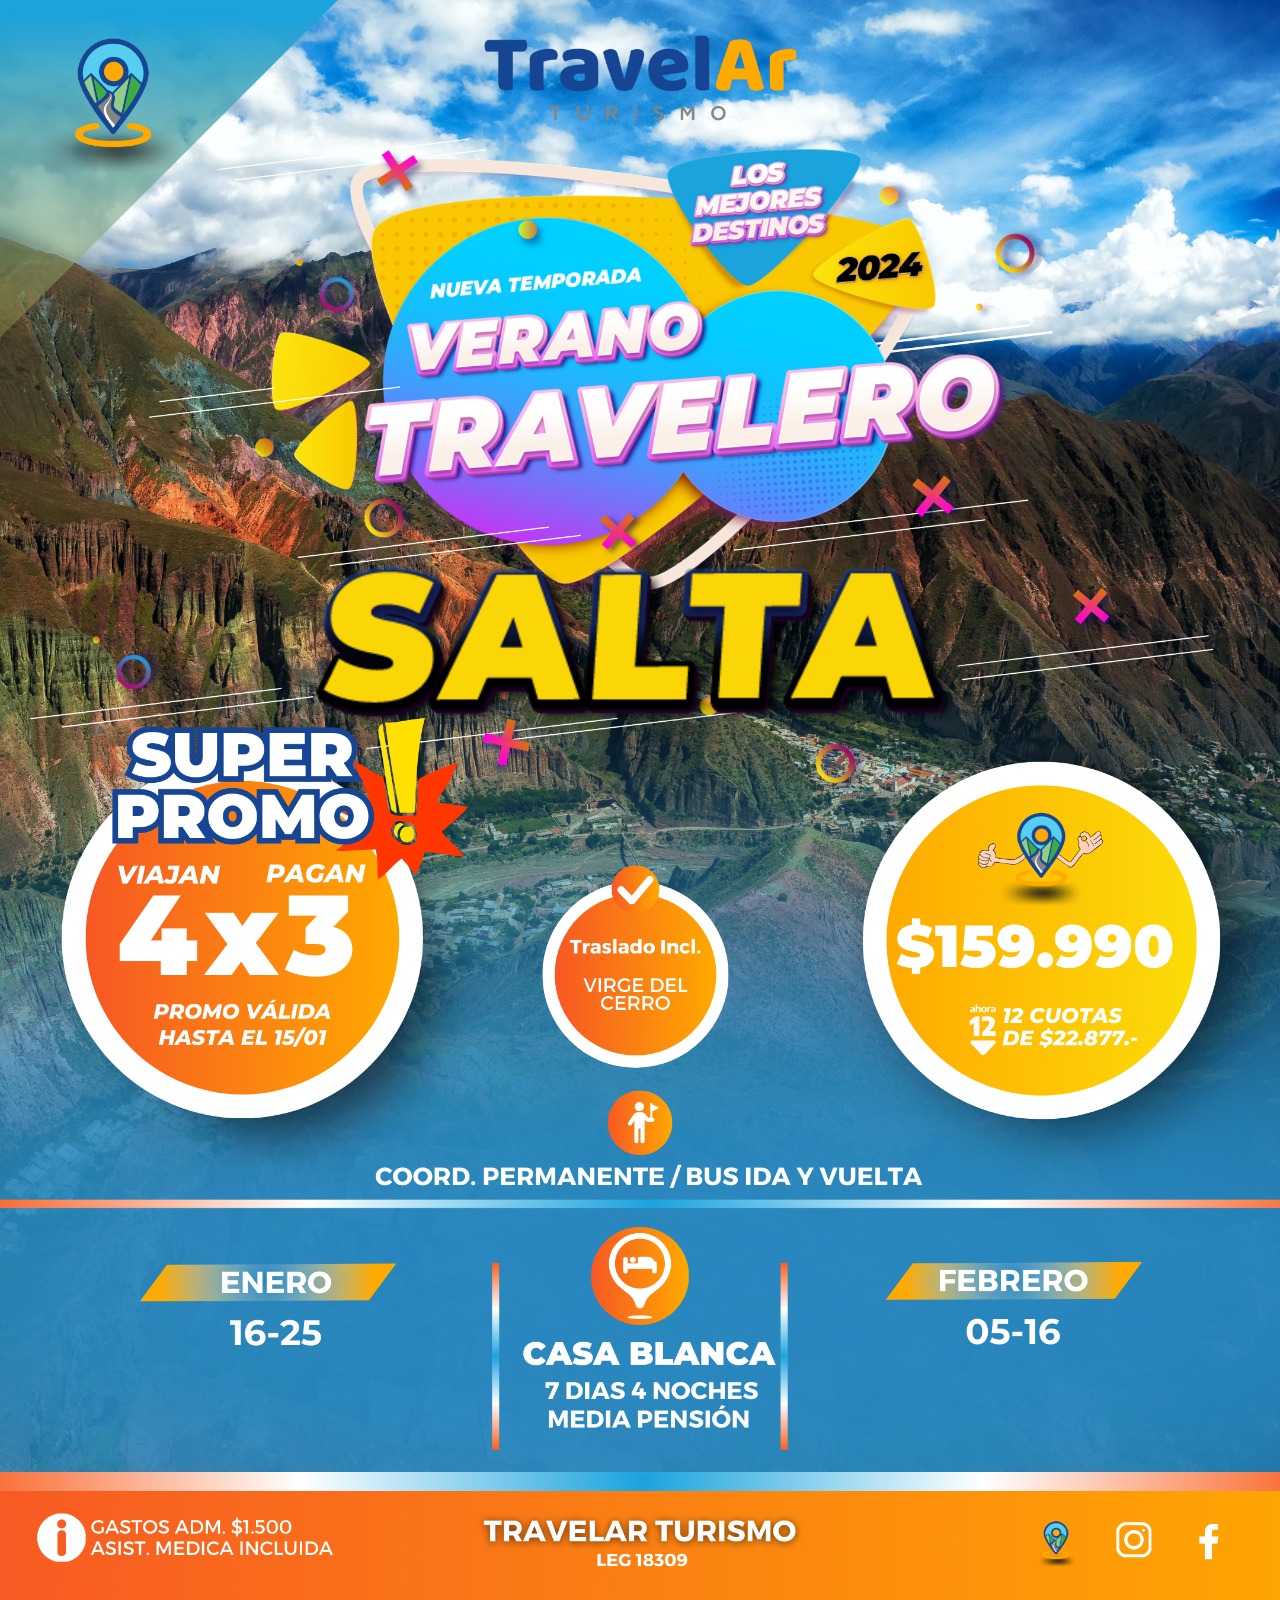 TravelAr
TURISMO
LOS
MEJORES
DESTINOS
2024
NUEVA TEMPORADA
VERANO
TRAVELERO
SALTA
SUPER
PROMO!
VIAJAN PAGAN
4x3
PROMO VÁLIDA
HASTA EL 15/01
Traslado Incl.
VIRGE DEL
CERRO
$159.990
ahora
12
12 CUOTAS
DE $22.877.-
COORD. PERMANENTE / BUS IDA Y VUELTA
ENERO
16-25
CASA BLANCA
7 DIAS 4 NOCHES
MEDIA PENSIÓN
FEBRERO
05-16
GASTOS ADM. $1.500
ASIST. MEDICA INCLUIDA
TRAVELAR TURISMO
LEG 18309